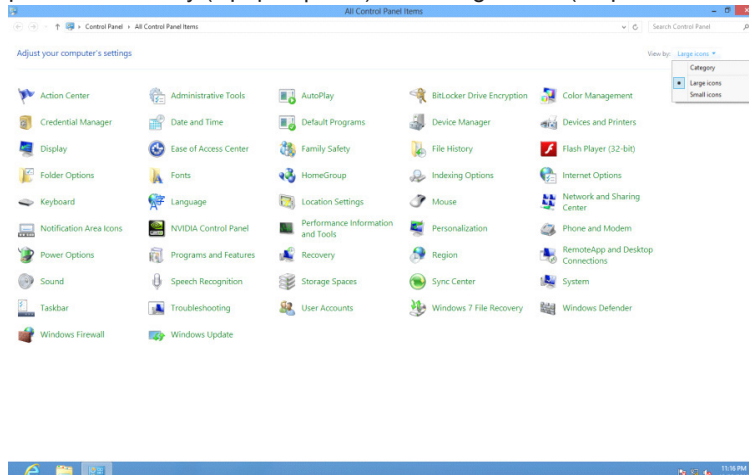 All Control Panel Items
Control Panel ▸ All Control Panel Items
Search Control Panel
Adjust your computer's settings
View by: Large icons
Category
Large icons
Small icons
Action Center
Administrative Tools
AutoPlay
BitLocker Drive Encryption
Color Management
Credential Manager
Date and Time
Default Programs
Device Manager
Devices and Printers
Display
Ease of Access Center
Family Safety
File History
Flash Player (32-bit)
Folder Options
Fonts
HomeGroup
Indexing Options
Internet Options
Keyboard
Language
Location Settings
Mouse
Network and Sharing
Center
Notification Area Icons
NVIDIA Control Panel
Performance Information
and Tools
Personalization
Phone and Modem
Power Options
Programs and Features
Recovery
Region
RemoteApp and Desktop
Connections
Sound
Speech Recognition
Storage Spaces
Sync Center
System
Taskbar
Troubleshooting
User Accounts
Windows 7 File Recovery
Windows Defender
Windows Firewall
Windows Update
11:16 PM